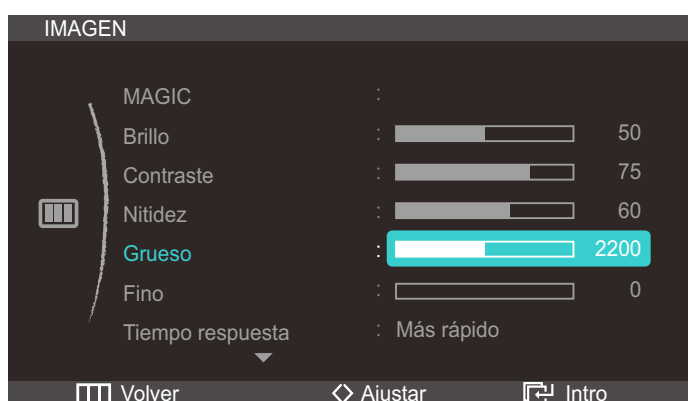 IMAGEN
MAGIC :
Brillo : 50
Contraste : 75
Nitidez : 60
Grueso : 2200
Fino : 0
Tiempo respuesta : Más rápido
Volver Ajustar Intro